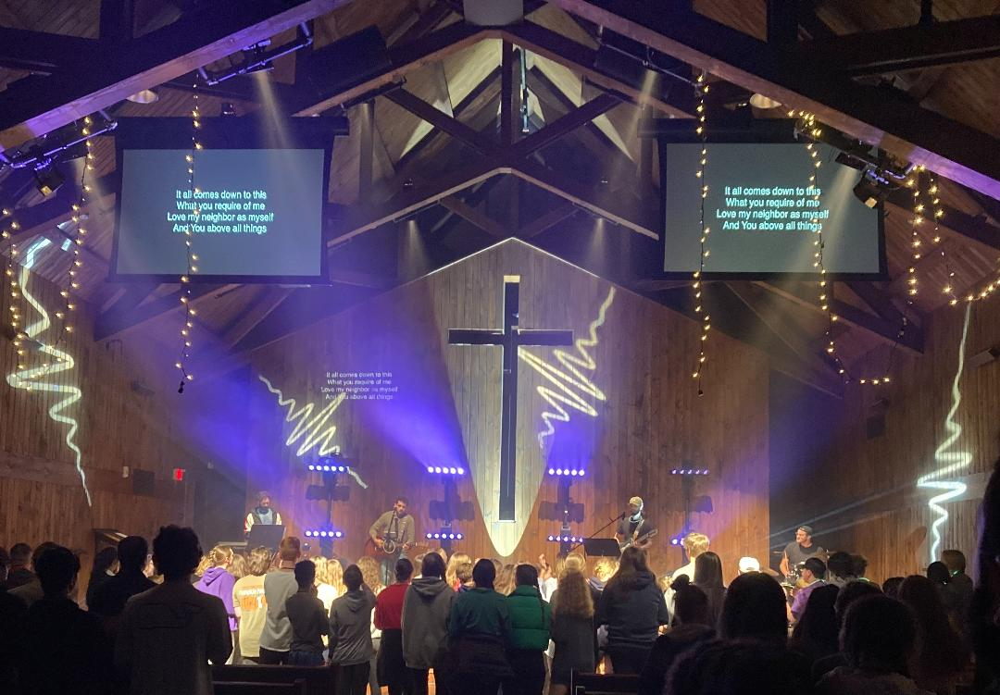 It all comes down to this
What you require of me
Love my neighbor as myself
And You above all things
It all comes down to this
What you require of me
Love my neighbor as myself
And You above all things
It all comes down to this
What you require of me
Love my neighbor as myself
And You above all things